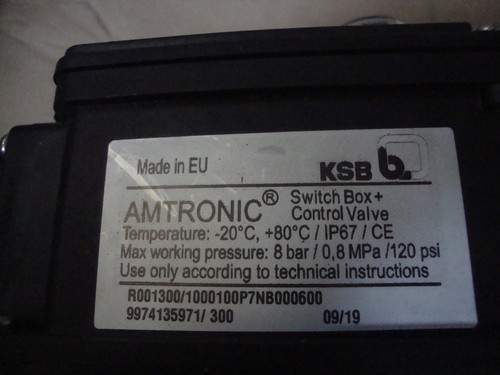 Made in EU
KSB b.
AMTRONIC® Switch Box +
Control Valve
Temperature: -20°C, +80°C / IP67 / CE
Max working pressure: 8 bar / 0,8 MPa /120 psi
Use only according to technical instructions
R001300/1000100P7NB000600
9974135971/ 300 09/19